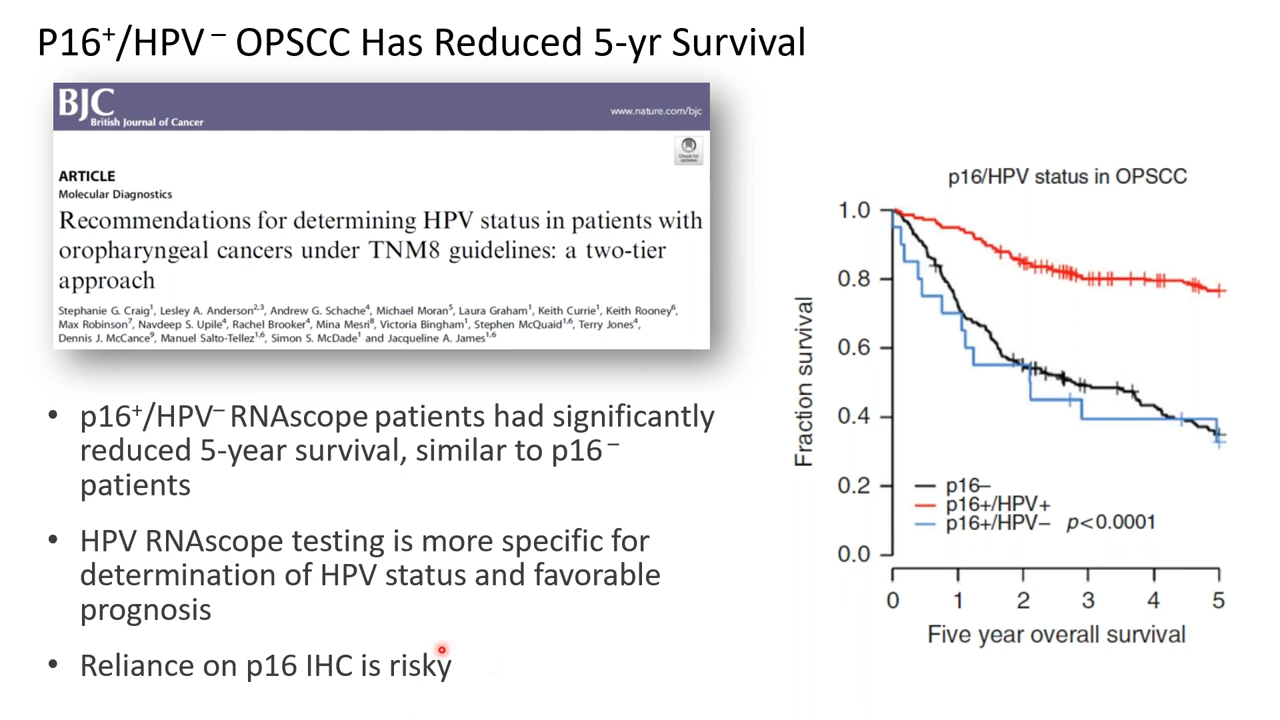 P16⁺/HPV ⁻ OPSCC Has Reduced 5-yr Survival
BJC
British Journal of Cancer
www.nature.com/bjc
Check for
updates
ARTICLE
Molecular Diagnostics
Recommendations for determining HPV status in patients with
oropharyngeal cancers under TNM8 guidelines: a two-tier
approach
Stephanie G. Craig¹, Lesley A. Anderson²,³, Andrew G. Schache⁴, Michael Moran⁵, Laura Graham¹, Keith Currie¹, Keith Rooney⁶,
Max Robinson⁷, Navdeep S. Upile⁴, Rachel Brooker⁴, Mina Mesri⁸, Victoria Bingham¹, Stephen McQuaid¹,⁶, Terry Jones⁴,
Dennis J. McCance⁹, Manuel Salto-Tellez¹,⁶, Simon S. McDade¹ and Jacqueline A. James¹,⁶
• p16⁺/HPV⁻ RNAscope patients had significantly
reduced 5-year survival, similar to p16 ⁻
patients
• HPV RNAscope testing is more specific for
determination of HPV status and favorable
prognosis
• Reliance on p16 IHC is risky
p16/HPV status in OPSCC
Fraction survival
1.0
0.8
0.6
0.4
0.2
0.0
p16–
p16+/HPV+
p16+/HPV– p<0.0001
0 1 2 3 4 5
Five year overall survival